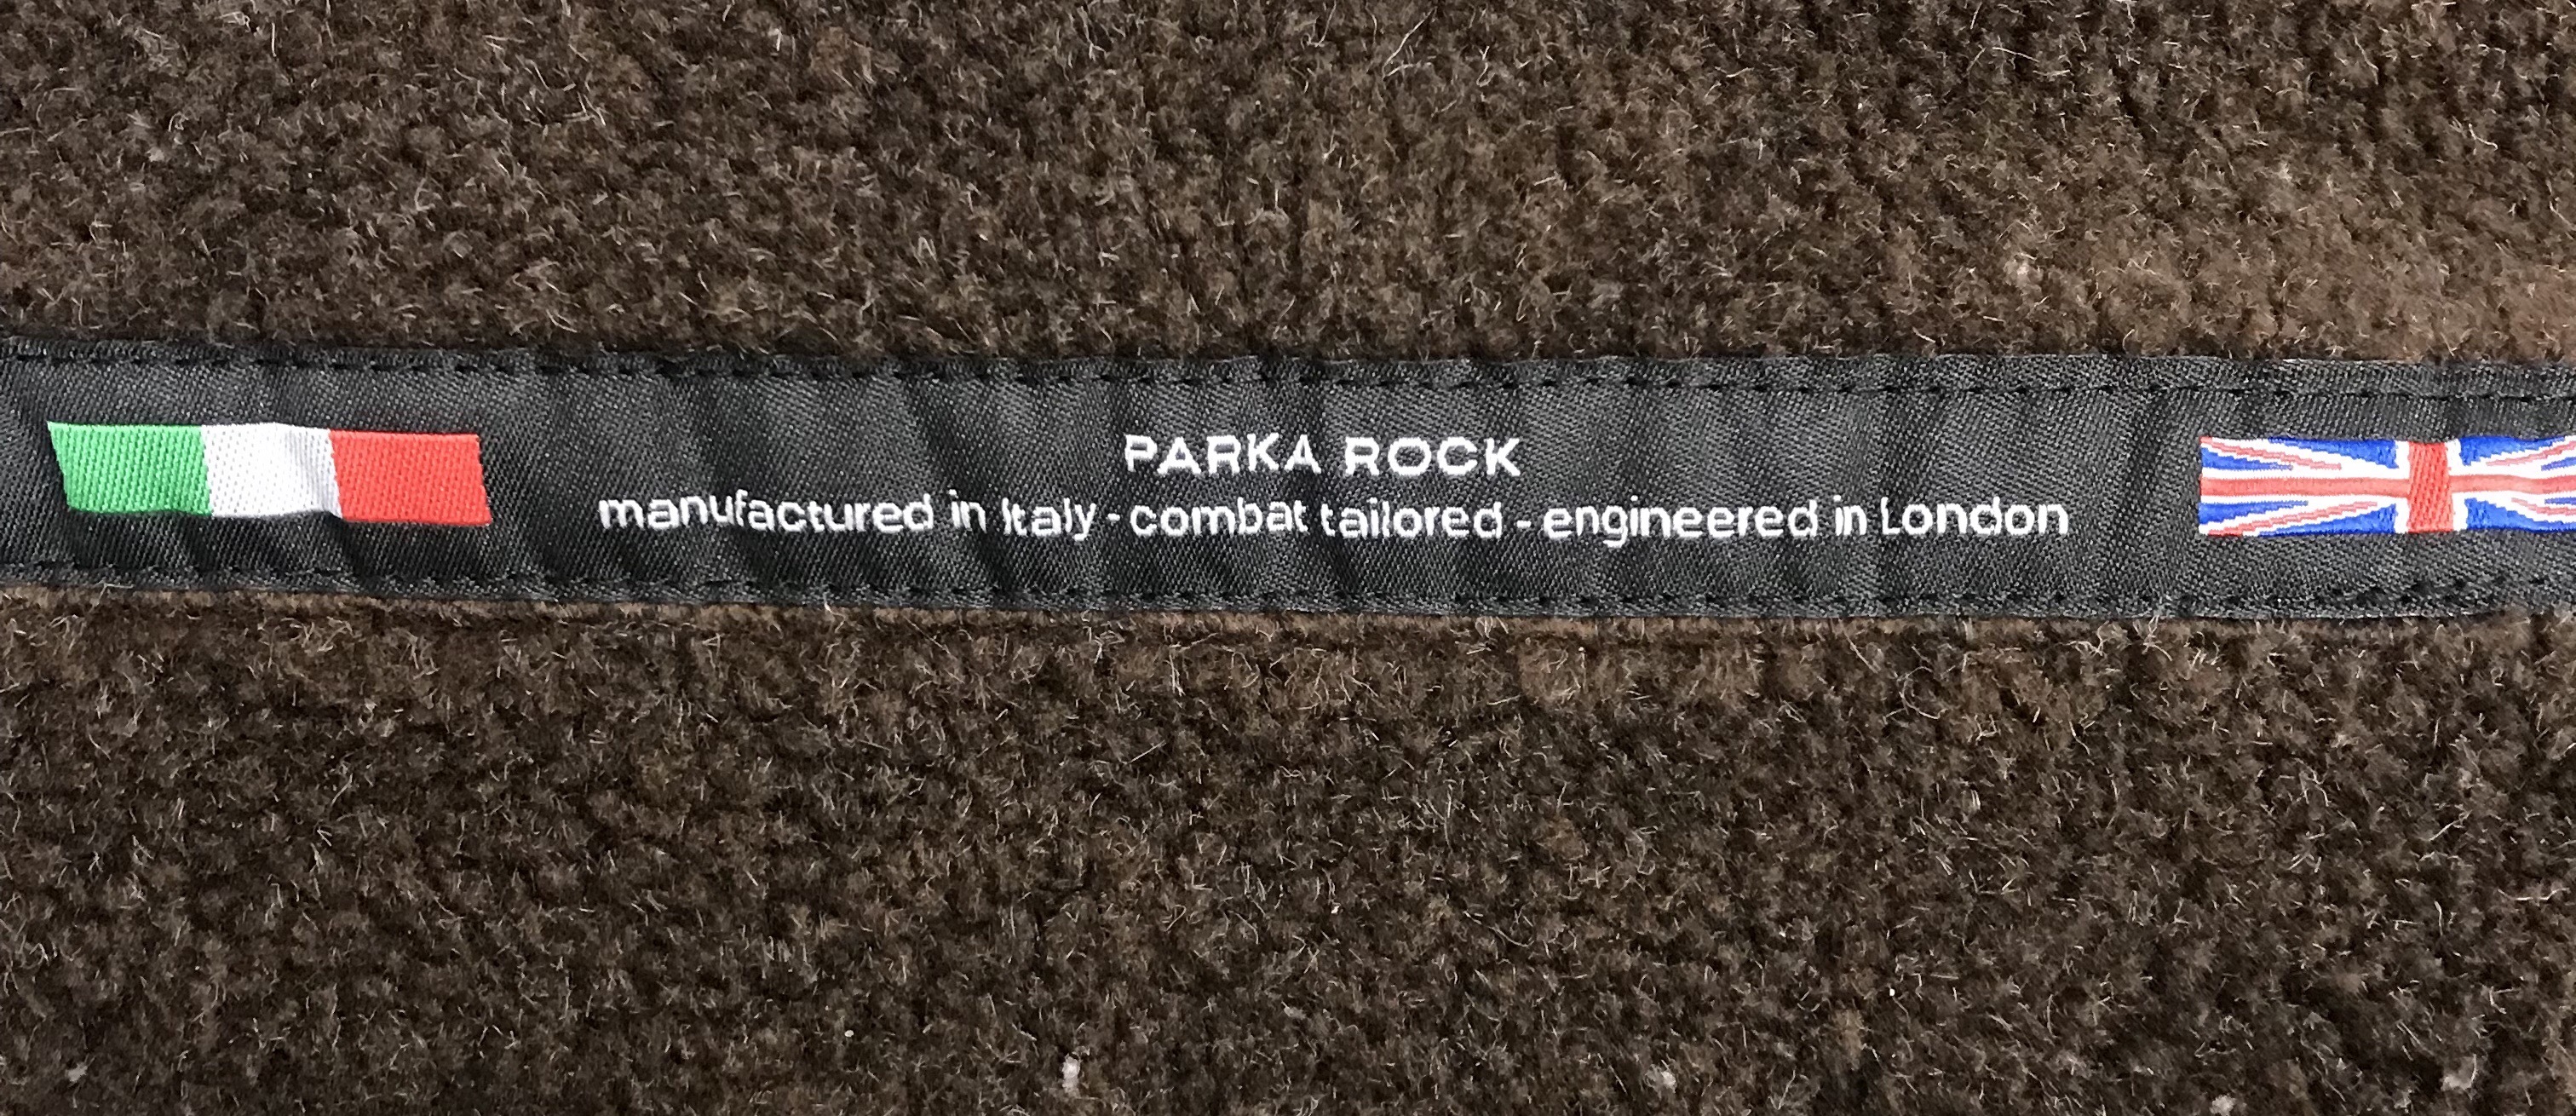 PARKA ROCK
manufactured in Italy - combat tailored - engineered in London